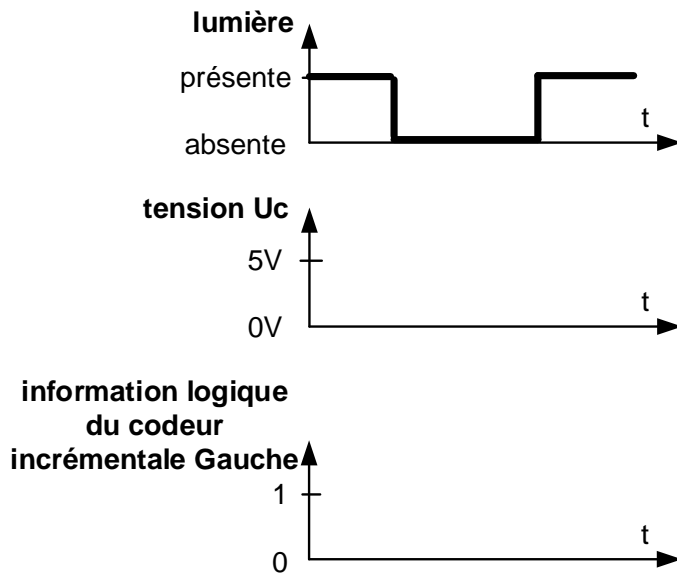 lumière
présente
t
absente
tension Uc
5V
t
0V
information logique
du codeur
incrémentale Gauche
1
t
0